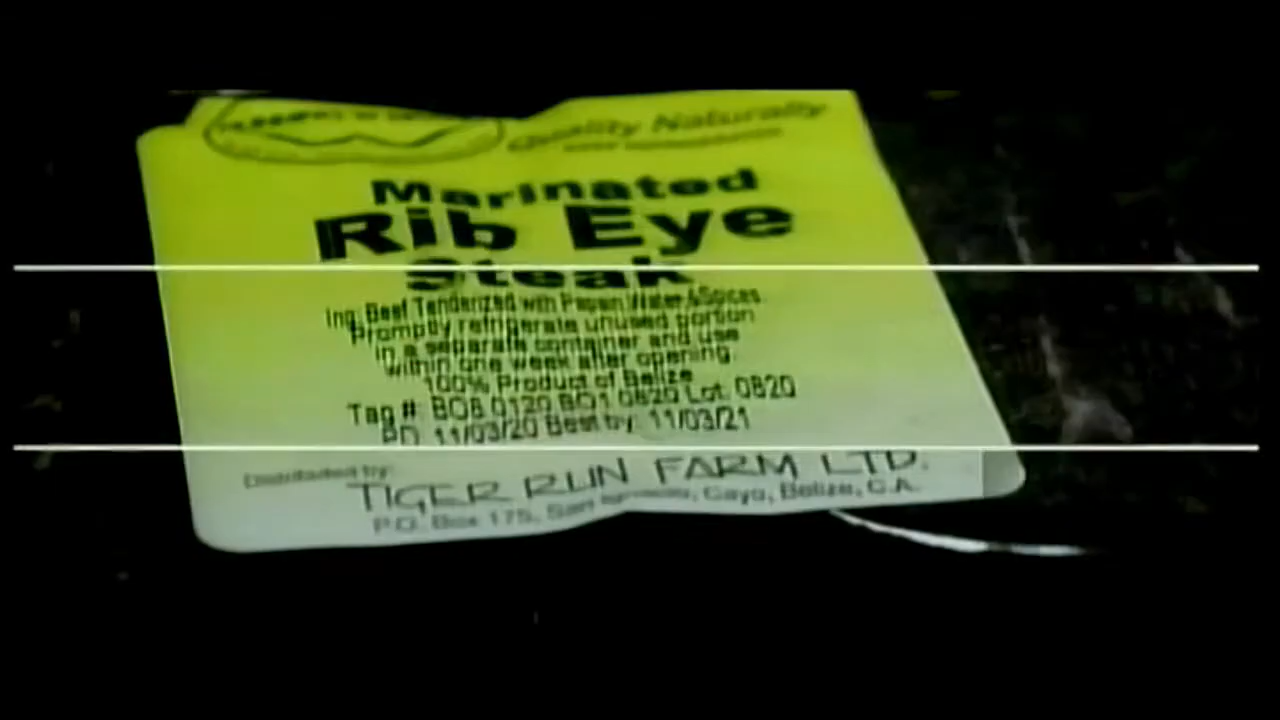 Quality Naturally
Marinated
Rib Eye
Steak
Ing: Beef Tenderized with Papain Water & Spices
Promptly refrigerate unused portion
in a separate container and use
within one week after opening.
100% Product of Belize
Tag #: BO8 0120 BO1 0820 Lot: 0820
PD: 11/03/20 Best by: 11/03/21
Distributed by:
TIGER RUN FARM LTD.
P.O. Box 175, San Ignacio, Cayo, Belize, C.A.